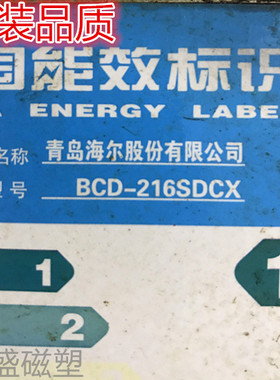 装品质
国能效标识
ENERGY LABE
名称 青岛海尔股份有限公司
型号 BCD-216SDCX
1
1
2
盛磁塑